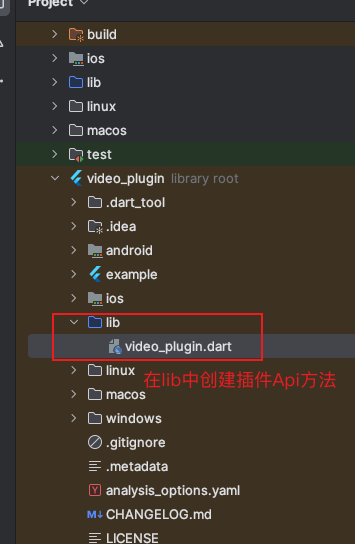 Project
build
ios
lib
linux
macos
test
video_plugin library root
.dart_tool
.idea
android
example
ios
lib
video_plugin.dart
linux
在lib中创建插件Api方法
macos
windows
.gitignore
.metadata
analysis_options.yaml
CHANGELOG.md
LICENSE